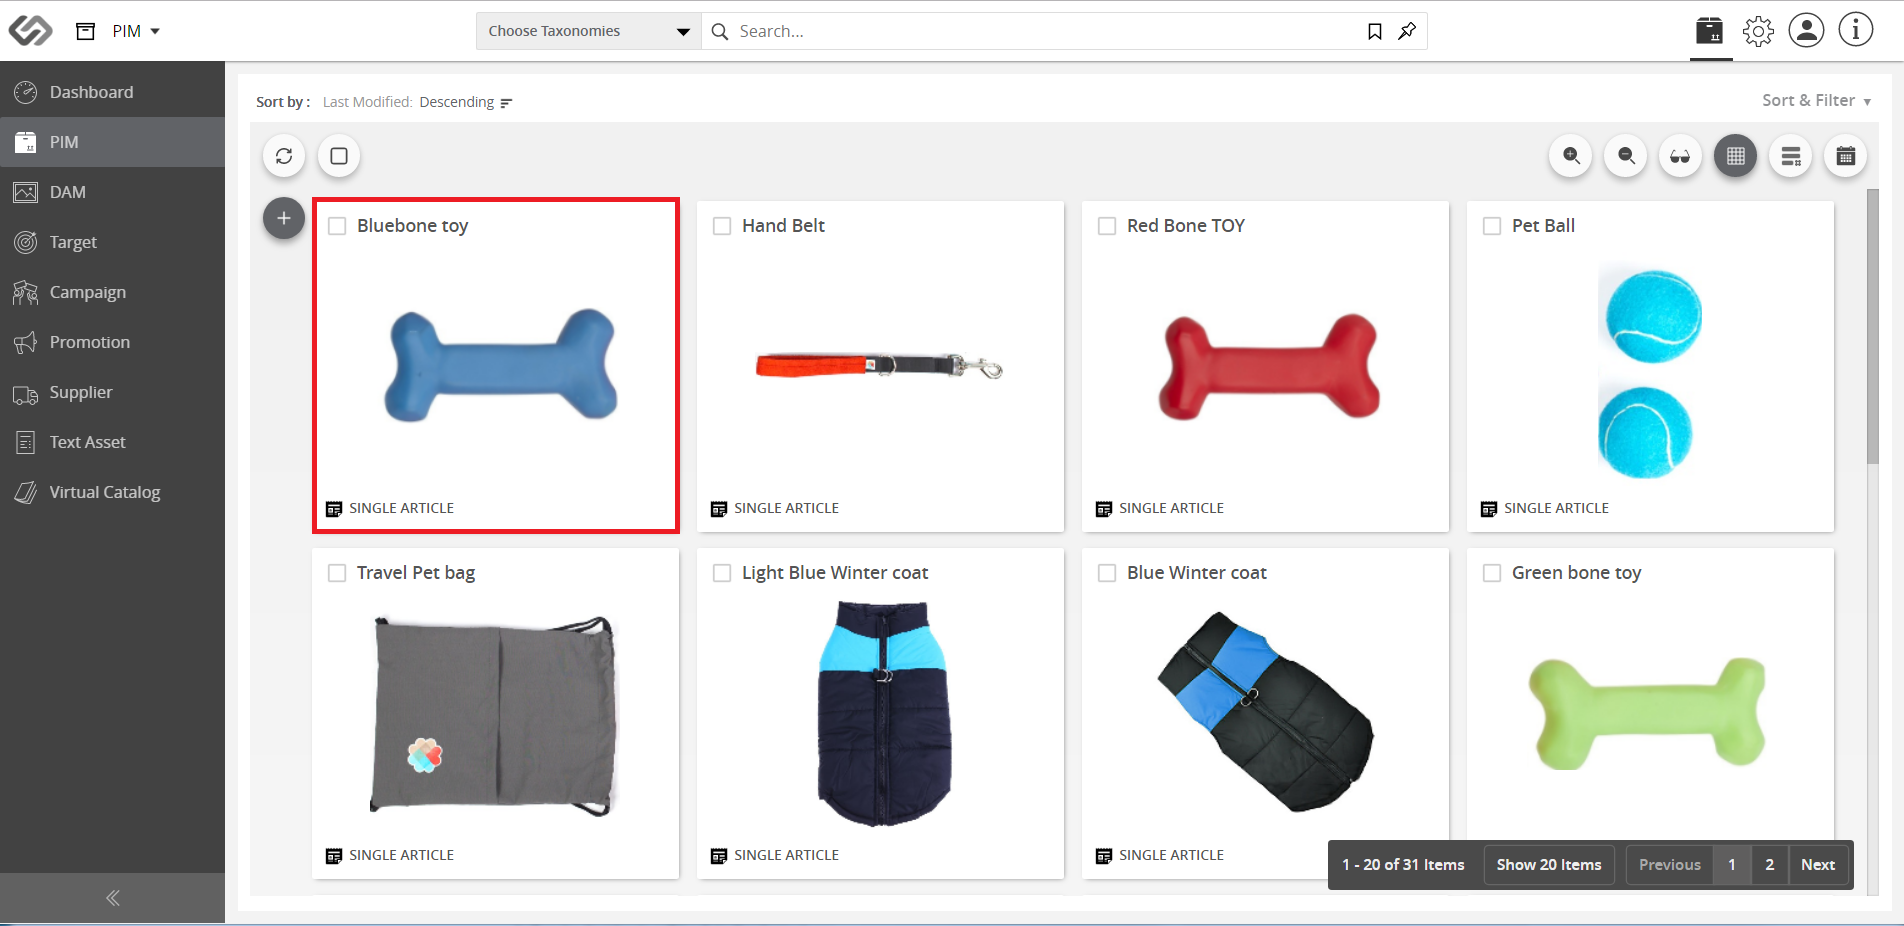 PIM
Choose Taxonomies
Search...
Dashboard
PIM
DAM
Target
Campaign
Promotion
Supplier
Text Asset
Virtual Catalog
Sort by : Last Modified: Descending
Sort & Filter
Bluebone toy
SINGLE ARTICLE
Hand Belt
SINGLE ARTICLE
Red Bone TOY
SINGLE ARTICLE
Pet Ball
SINGLE ARTICLE
Travel Pet bag
SINGLE ARTICLE
Light Blue Winter coat
SINGLE ARTICLE
Blue Winter coat
SINGLE ARTICLE
Green bone toy
1 - 20 of 31 Items
Show 20 Items
Previous 1 2 Next